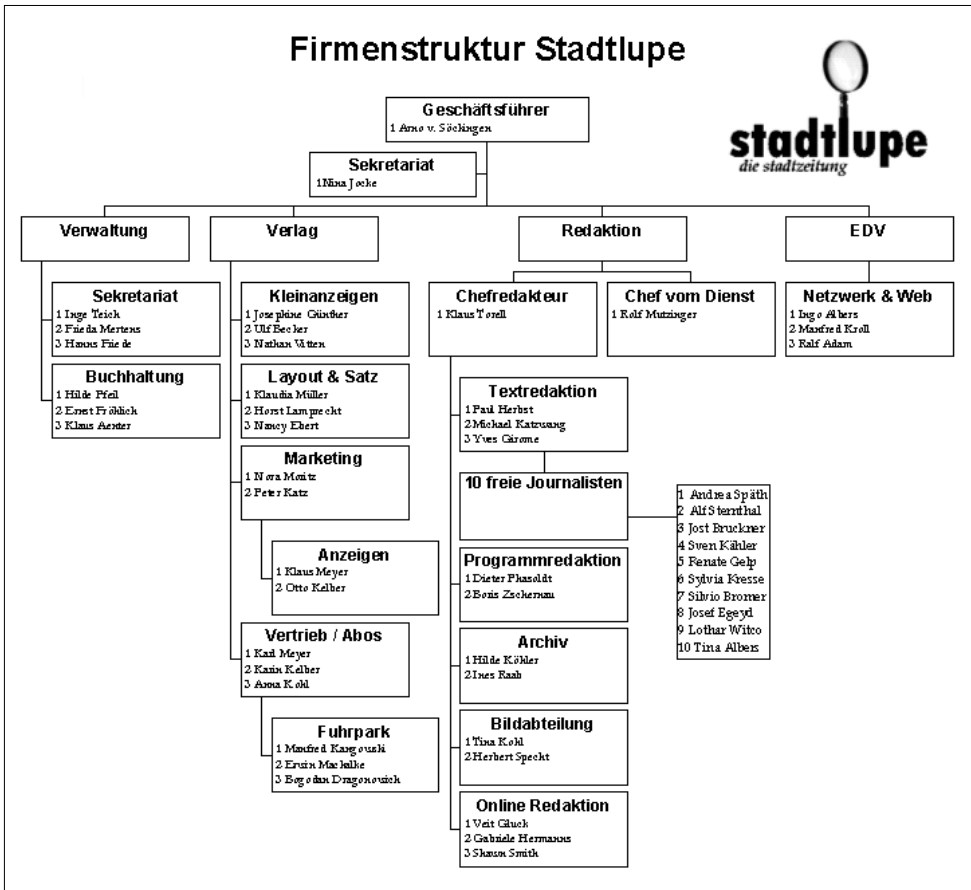 Firmenstruktur Stadtlupe
stadtlupe
die stadtzeitung
Geschäftsführer
1 Arno v. Söckingen
Sekretariat
1 Nina Jocke
Verwaltung
Sekretariat
1 Inge Teich
2 Frieda Mertens
3 Hanns Friede
Buchhaltung
1 Hilde Pfeil
2 Ernst Fröhlich
3 Klaus Aenter
Verlag
Kleinanzeigen
1 Josephine Günther
2 Ulf Becker
3 Nathan Vitten
Layout & Satz
1 Klaudia Müller
2 Horst Lamprecht
3 Nancy Ebert
Marketing
1 Nora Moritz
2 Peter Katz
Anzeigen
1 Klaus Meyer
2 Otto Kelber
Vertrieb / Abos
1 Karl Meyer
2 Karin Kelber
3 Anna Kohl
Fuhrpark
1 Manfred Kargowski
2 Erwin Machalke
3 Bogodan Dragonovich
Redaktion
Chefredakteur
1 Klaus Torell
Chef vom Dienst
1 Rolf Mutzinger
Textredaktion
1 Paul Herbst
2 Michael Katzwang
3 Yves Girome
10 freie Journalisten
1 Andrea Späth
2 Alf Sternthal
3 Jost Bruckner
4 Sven Kähler
5 Renate Gelp
6 Sylvia Kresse
7 Silvio Bromer
8 Josef Egeyd
9 Lothar Witco
10 Tina Albers
Programmredaktion
1 Dieter Phasoldt
2 Boris Zschernau
Archiv
1 Hilde Köhler
2 Ines Raab
Bildabteilung
1 Tina Kohl
2 Herbert Specht
Online Redaktion
1 Veit Gluck
2 Gabriele Hermanns
3 Shawn Smith
EDV
Netzwerk & Web
1 Ingo Albers
2 Manfred Kroll
3 Ralf Adam